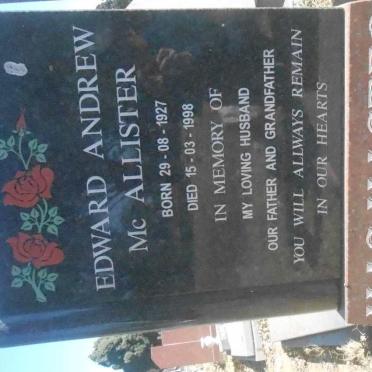 EDWARD ANDREW
Mc ALLISTER
BORN 29 - 08 - 1927
DIED 15 - 03 - 1998
IN MEMORY OF
MY LOVING HUSBAND
OUR FATHER AND GRANDFATHER
YOU WILL ALLWAYS REMAIN
IN OUR HEARTS